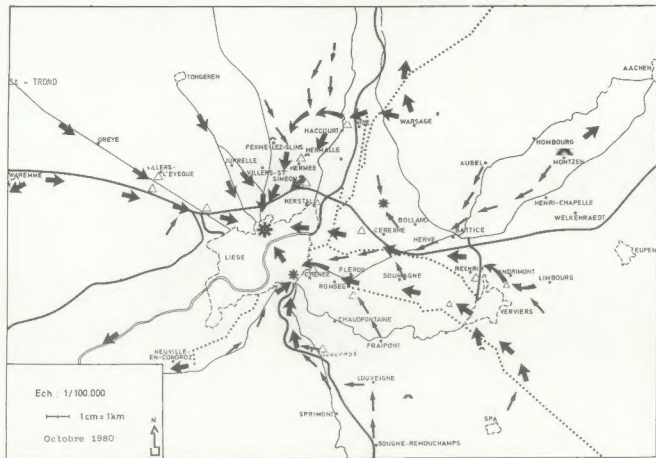 AACHEN
St - TROND
TONGEREN
WARSAGE
HACCOURT
OREYE
HOMBOURG
FEXHE-LEZ-SLINS
HERMALLE
MONTZEN
AUBEL
JUPRELLE
HERMEE
VILLERS-ST-
SIMEON
WAREMME
VILLERS-
L'EVEQUE
HENRI-CHAPELLE
HERSTAL
WELKENRAEDT
BOLLAND
BATTICE
CEREXHE
HERVE
LIEGE
EUPEN
FLERON
SOUMAGNE
ANDRIMONT
CHENEE
ROMSEE
LIMBOURG
VERVIERS
CHAUDFONTAINE
FRAIPONT
NEUVILLE-
EN-CONDROZ
LOUVEIGNE
Ech : 1/100.000
1cm = 1km
SPRIMONT
SPA
N
Octobre 1980
SOUGNE-REMOUCHAMPS